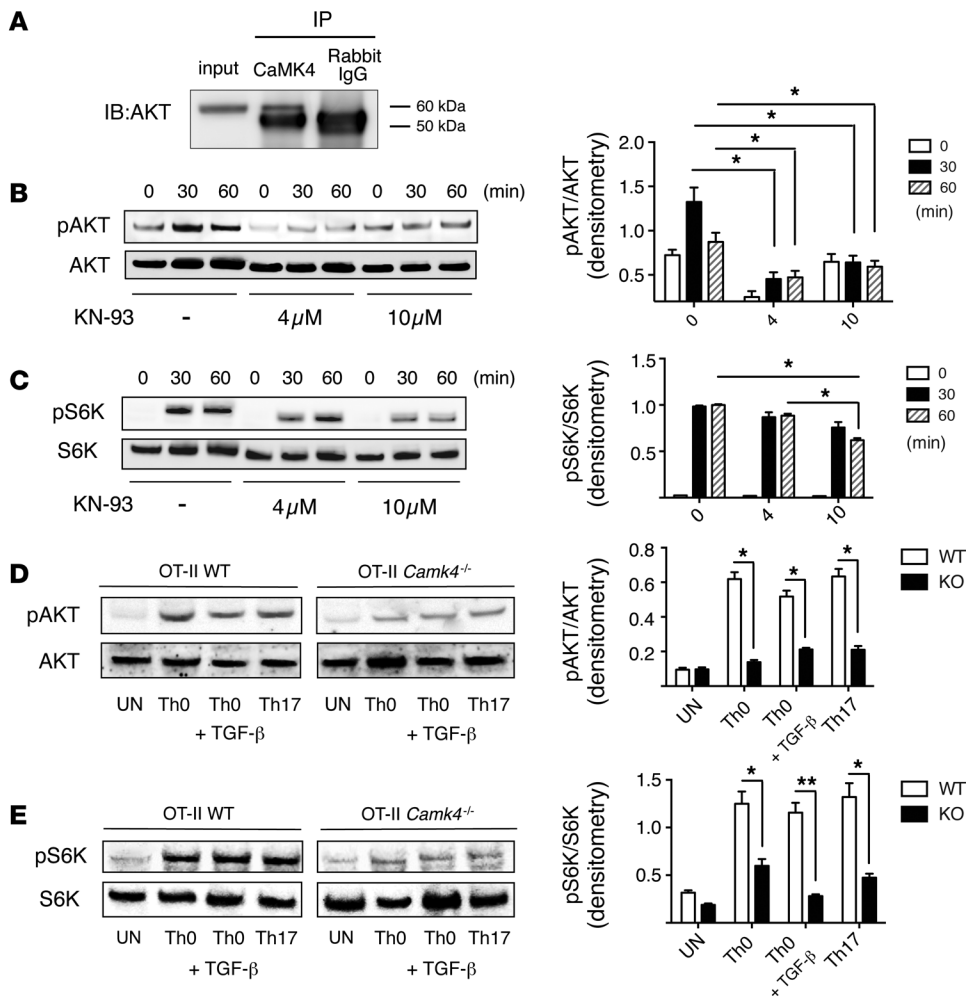 A
IP
input CaMK4 Rabbit IgG
IB:AKT
60 kDa
50 kDa
B
0 30 60 0 30 60 0 30 60 (min)
pAKT
AKT
KN-93 - 4µM 10µM
pAKT/AKT
(densitometry)
2.0
1.5
1.0
0.5
* * * *
0 4 10
0
30
60
(min)
C
0 30 60 0 30 60 0 30 60 (min)
pS6K
S6K
KN-93 - 4µM 10µM
pS6K/S6K
(densitometry)
1.5
1.0
0.5
* *
0 4 10
0
30
60
(min)
D
OT-II WT OT-II Camk4-/-
pAKT
AKT
UN Th0 Th0 Th17 UN Th0 Th0 Th17
+ TGF-β + TGF-β
pAKT/AKT
(densitometry)
0.8
0.6
0.4
0.2
* * *
UN Th0 Th0 + TGF-β Th17
WT
KO
E
OT-II WT OT-II Camk4-/-
pS6K
S6K
UN Th0 Th0 Th17 UN Th0 Th0 Th17
+ TGF-β + TGF-β
pS6K/S6K
(densitometry)
1.5
1.0
0.5
* ** *
UN Th0 Th0 + TGF-β Th17
WT
KO